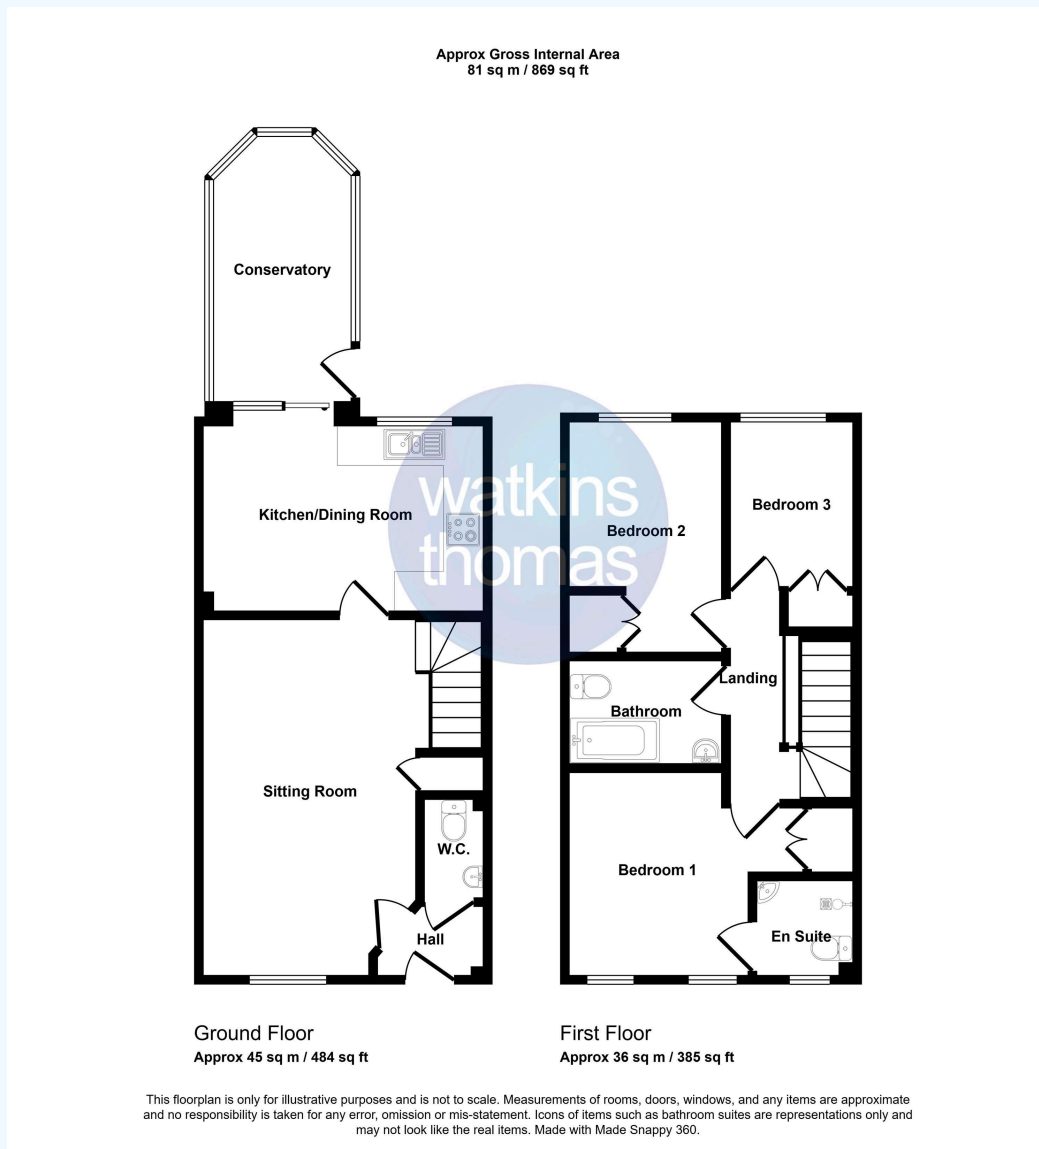 Approx Gross Internal Area
81 sq m / 869 sq ft
Conservatory
Kitchen/Dining Room
Sitting Room
W.C.
Hall
watkins
thomas
Bedroom 2
Bedroom 3
Landing
Bathroom
Bedroom 1
En Suite
Ground Floor
Approx 45 sq m / 484 sq ft
First Floor
Approx 36 sq m / 385 sq ft
This floorplan is only for illustrative purposes and is not to scale. Measurements of rooms, doors, windows, and any items are approximate
and no responsibility is taken for any error, omission or mis-statement. Icons of items such as bathroom suites are representations only and
may not look like the real items. Made with Made Snappy 360.